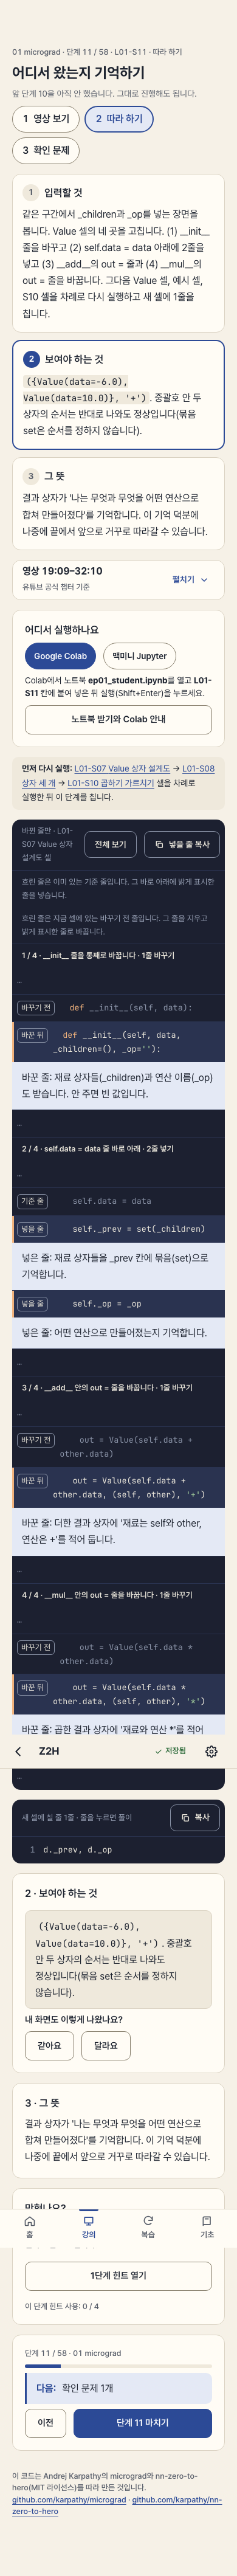 01 micrograd · 단계 11 / 58 · L01-S11 · 따라 하기
어디서 왔는지 기억하기
앞 단계 10을 아직 안 했습니다. 그대로 진행해도 됩니다.
1 영상 보기
2 따라 하기
3 확인 문제
1 입력할 것
같은 구간에서 _children과 _op를 넣는 장면을
봅니다. Value 셀의 네 곳을 고칩니다. (1) __init__
줄을 바꾸고 (2) self.data = data 아래에 2줄을
넣고 (3) __add__의 out = 줄과 (4) __mul__의
out = 줄을 바꿉니다. 그다음 Value 셀, 예시 셀,
S10 셀을 차례로 다시 실행하고 새 셀에 1줄을
칩니다.
2 보여야 하는 것
({Value(data=-6.0),
Value(data=10.0)}, '+') . 중괄호 안 두
상자의 순서는 반대로 나와도 정상입니다(묶음
set은 순서를 정하지 않습니다).
3 그 뜻
결과 상자가 '나는 무엇과 무엇을 어떤 연산으로
합쳐 만들어졌다'를 기억합니다. 이 기억 덕분에
나중에 끝에서 앞으로 거꾸로 따라갈 수 있습니다.
영상 19:09–32:10
유튜브 공식 챕터 기준
펼치기
어디서 실행하나요
Google Colab
맥미니 Jupyter
Colab에서 노트북 ep01_student.ipynb를 열고 L01-
S11 칸에 붙여 넣은 뒤 실행(Shift+Enter)을 누르세요.
노트북 받기와 Colab 안내
먼저 다시 실행: L01-S07 Value 상자 설계도 → L01-S08
상자 세 개 → L01-S10 곱하기 가르치기 셀을 차례로
실행한 뒤 이 단계를 칩니다.
바뀐 줄만 · L01-
S07 Value 상자
설계도 셀
전체 보기
넣을 줄 복사
흐린 줄은 이미 있는 기준 줄입니다. 그 바로 아래에 밝게 표시한
줄을 넣습니다.
흐린 줄은 지금 셀에 있는 바꾸기 전 줄입니다. 그 줄을 지우고
밝게 표시한 줄로 바꿉니다.
1 / 4 · __init__ 줄을 통째로 바꿉니다 · 1줄 바꾸기
…
바꾸기 전 def __init__(self, data):
바꾼 뒤 def __init__(self, data,
_children=(), _op=''):
바꾼 줄: 재료 상자들(_children)과 연산 이름(_op)
도 받습니다. 안 주면 빈 값입니다.
…
2 / 4 · self.data = data 줄 바로 아래 · 2줄 넣기
…
기준 줄 self.data = data
넣을 줄 self._prev = set(_children)
넣은 줄: 재료 상자들을 _prev 칸에 묶음(set)으로
기억합니다.
넣을 줄 self._op = _op
넣은 줄: 어떤 연산으로 만들어졌는지 기억합니다.
…
3 / 4 · __add__ 안의 out = 줄을 바꿉니다 · 1줄 바꾸기
…
바꾸기 전 out = Value(self.data +
other.data)
바꾼 뒤 out = Value(self.data +
other.data, (self, other), '+')
바꾼 줄: 더한 결과 상자에 '재료는 self와 other,
연산은 +'를 적어 둡니다.
…
4 / 4 · __mul__ 안의 out = 줄을 바꿉니다 · 1줄 바꾸기
…
바꾸기 전 out = Value(self.data *
other.data)
바꾼 뒤 out = Value(self.data *
other.data, (self, other), '*')
바꾼 줄: 곱한 결과 상자에 '재료와 연산 *'를 적어
Z2H
저장됨
…
새 셀에 칠 줄 1줄 · 줄을 누르면 풀이
복사
1 d._prev, d._op
2 · 보여야 하는 것
({Value(data=-6.0),
Value(data=10.0)}, '+') . 중괄호
안 두 상자의 순서는 반대로 나와도
정상입니다(묶음 set은 순서를 정하지
않습니다).
내 화면도 이렇게 나왔나요?
같아요
달라요
3 · 그 뜻
결과 상자가 '나는 무엇과 무엇을 어떤 연산으로
합쳐 만들어졌다'를 기억합니다. 이 기억 덕분에
나중에 끝에서 앞으로 거꾸로 따라갈 수 있습니다.
홈
강의
복습
기초
1단계 힌트 열기
이 단계 힌트 사용: 0 / 4
단계 11 / 58 · 01 micrograd
다음: 확인 문제 1개
이전
단계 11 마치기
이 코드는 Andrej Karpathy의 micrograd와 nn-zero-to-
hero(MIT 라이선스)를 따라 만든 것입니다.
github.com/karpathy/micrograd · github.com/karpathy/nn-
zero-to-hero